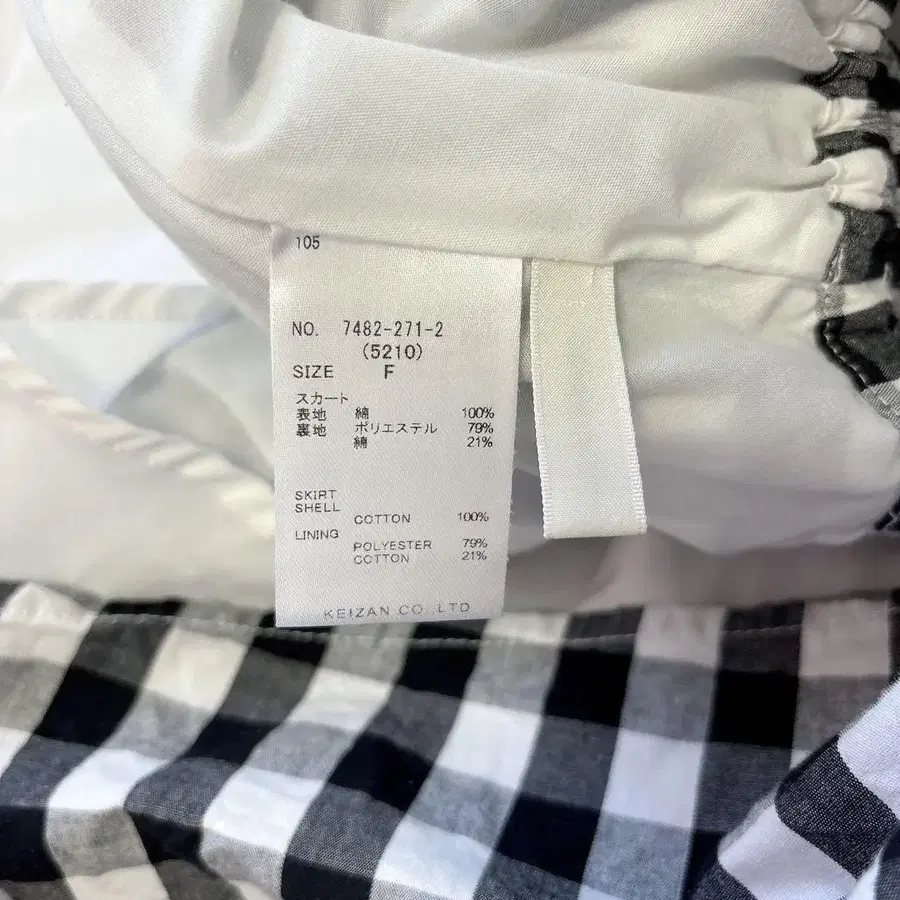 105
NO. 7482-271-2
(5210)
SIZE F
スカート
表地 綿 100%
裏地 ポリエステル 79%
綿 21%
SKIRT
SHELL
COTTON 100%
LINING
POLYESTER 79%
COTTON 21%
KEIZAN CO.,LTD